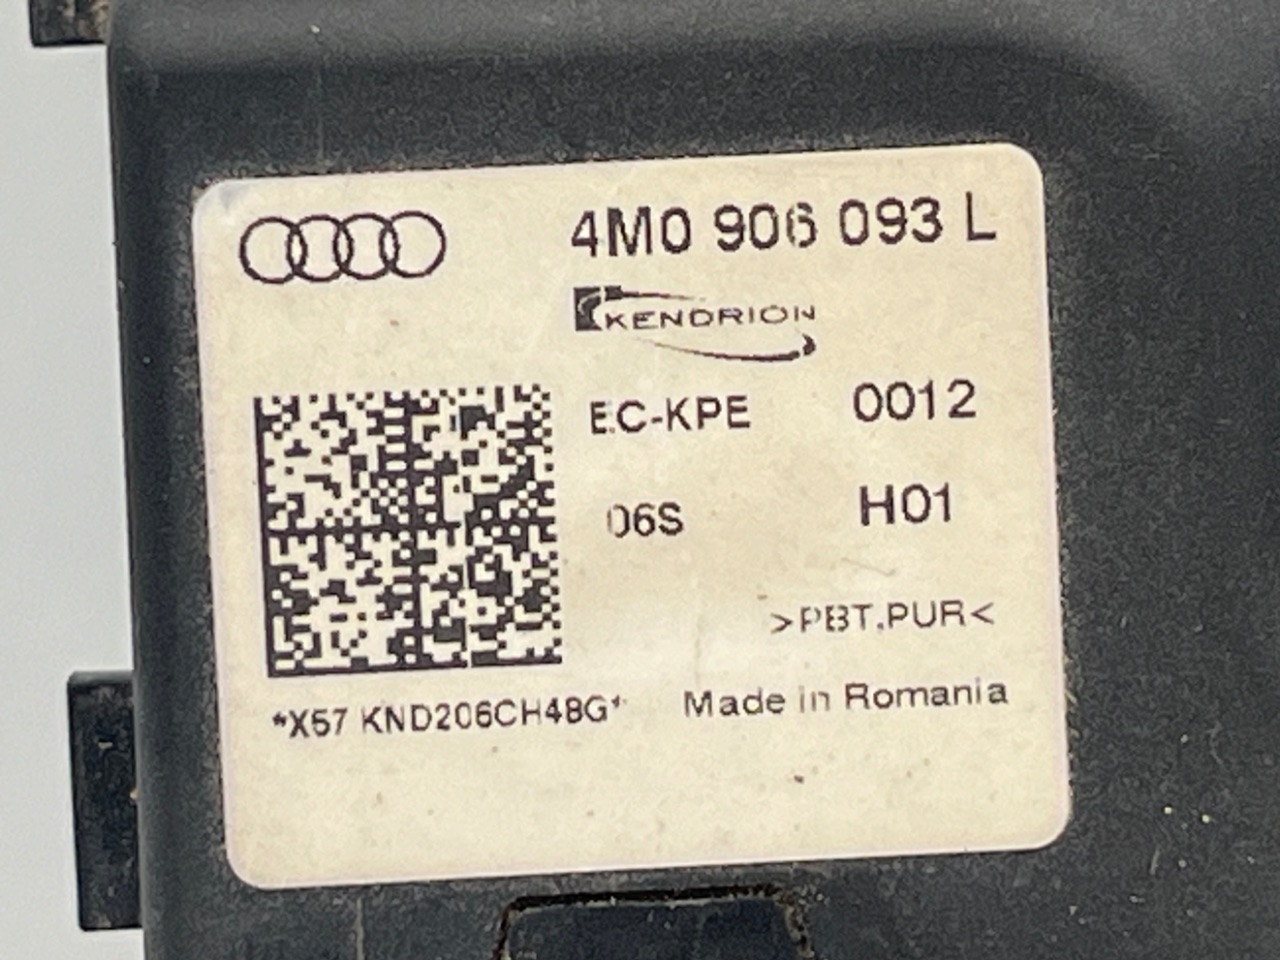 4M0 906 093 L
KENDRION
EC-KPE 0012
06S H01
>PBT.PUR<
*X57 KND206CH48G* Made in Romania